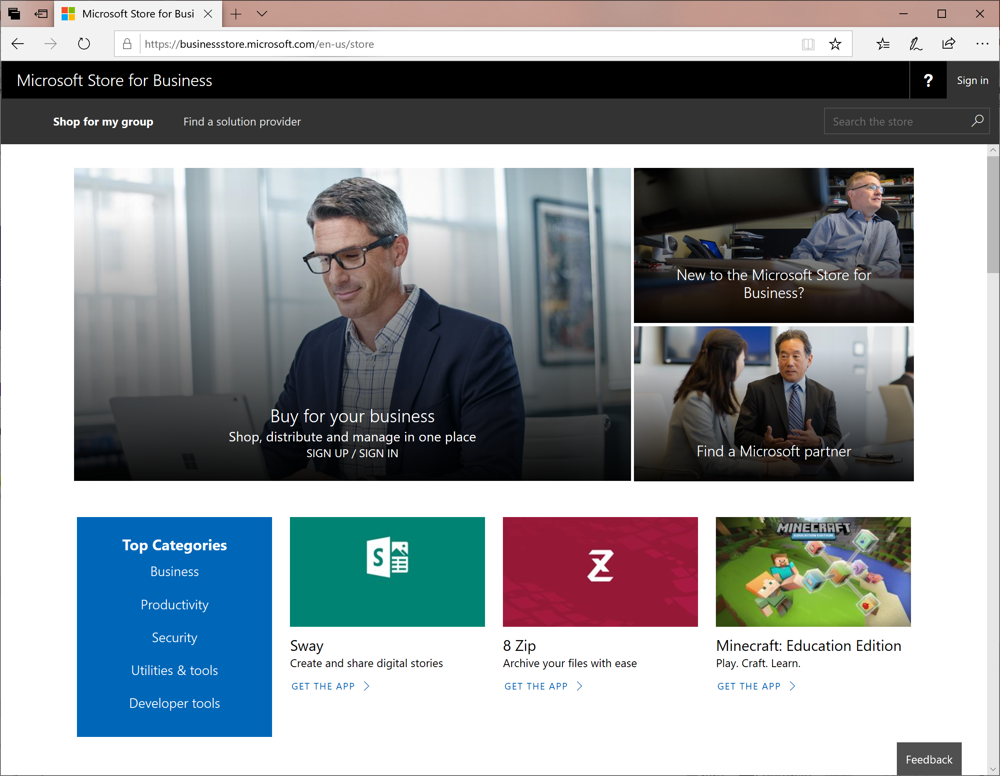 Microsoft Store for Busi
https://businessstore.microsoft.com/en-us/store
Microsoft Store for Business
?
Sign in
Shop for my group
Find a solution provider
Search the store
New to the Microsoft Store for
Business?
Buy for your business
Shop, distribute and manage in one place
SIGN UP / SIGN IN
Find a Microsoft partner
Top Categories
Business
Productivity
Security
Utilities & tools
Developer tools
S
Sway
Create and share digital stories
GET THE APP
Z
8 Zip
Archive your files with ease
GET THE APP
MINECRAFT
EDUCATION EDITION
Minecraft: Education Edition
Play. Craft. Learn.
GET THE APP
Feedback